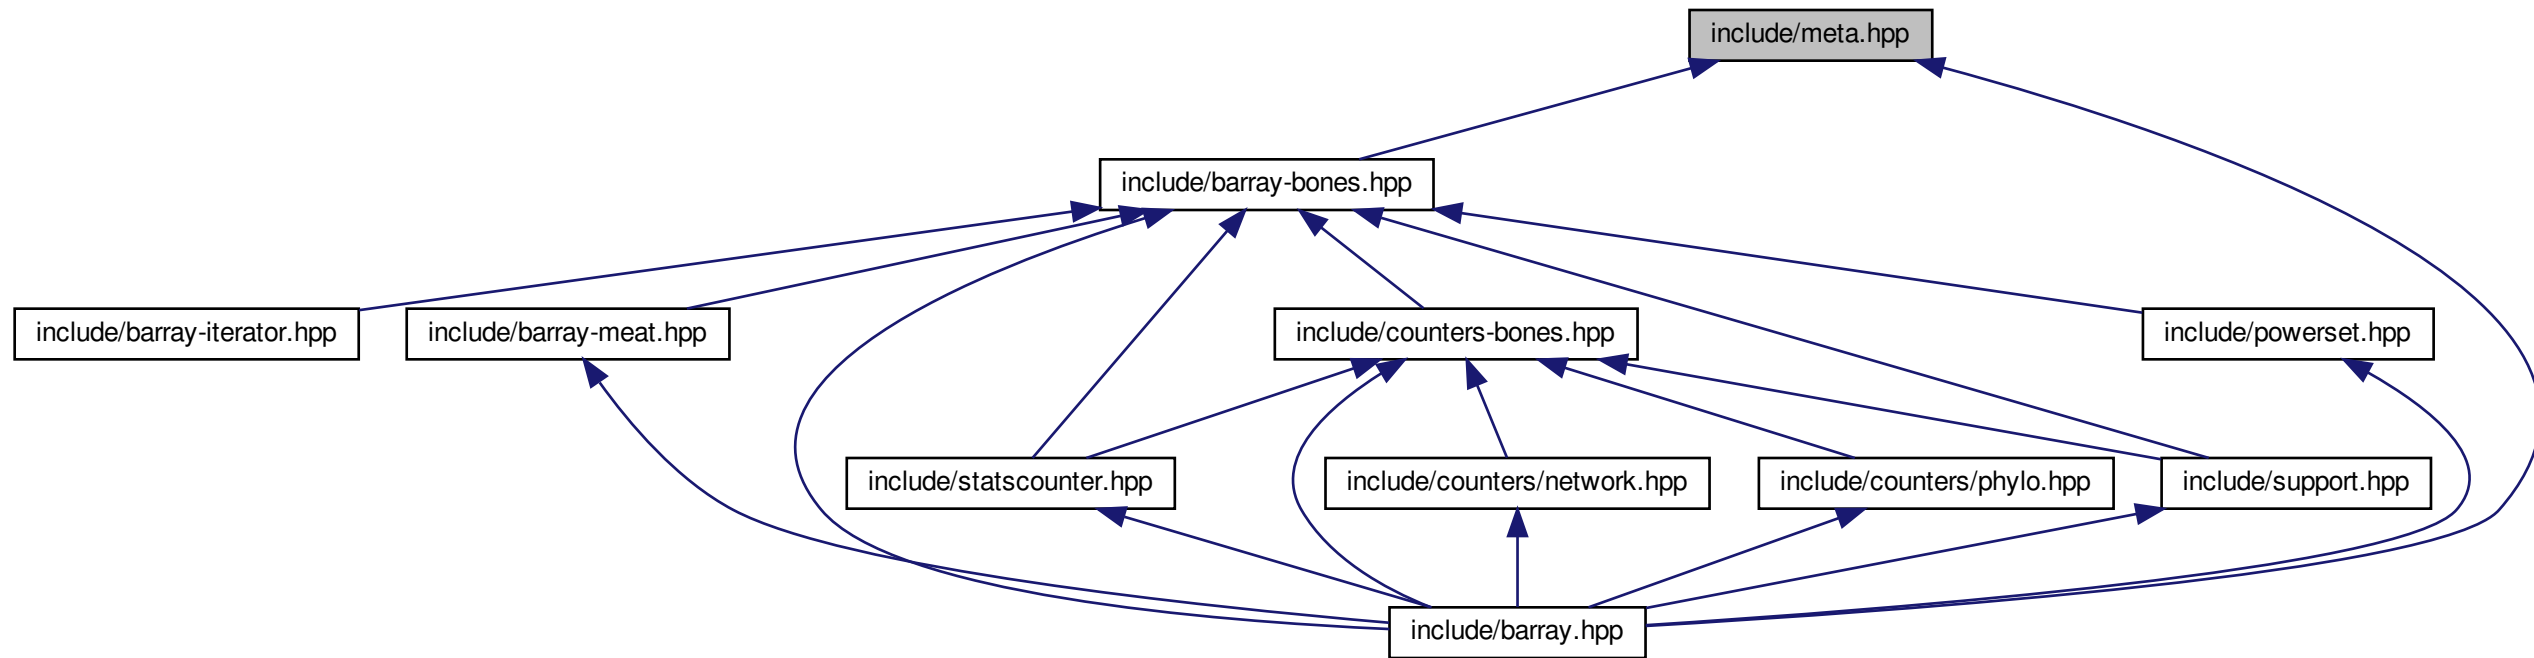 include/meta.hpp
include/barray-bones.hpp
include/barray-iterator.hpp
include/barray-meat.hpp
include/counters-bones.hpp
include/powerset.hpp
include/statscounter.hpp
include/counters/network.hpp
include/counters/phylo.hpp
include/support.hpp
include/barray.hpp